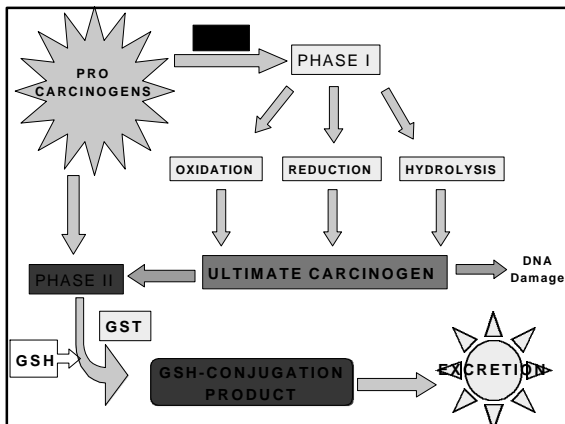 PRO
CARCINOGENS
PHASE I
OXIDATION
REDUCTION
HYDROLYSIS
PHASE II
ULTIMATE CARCINOGEN
DNA
Damage
GST
GSH
GSH-CONJUGATION
PRODUCT
EXCRETION